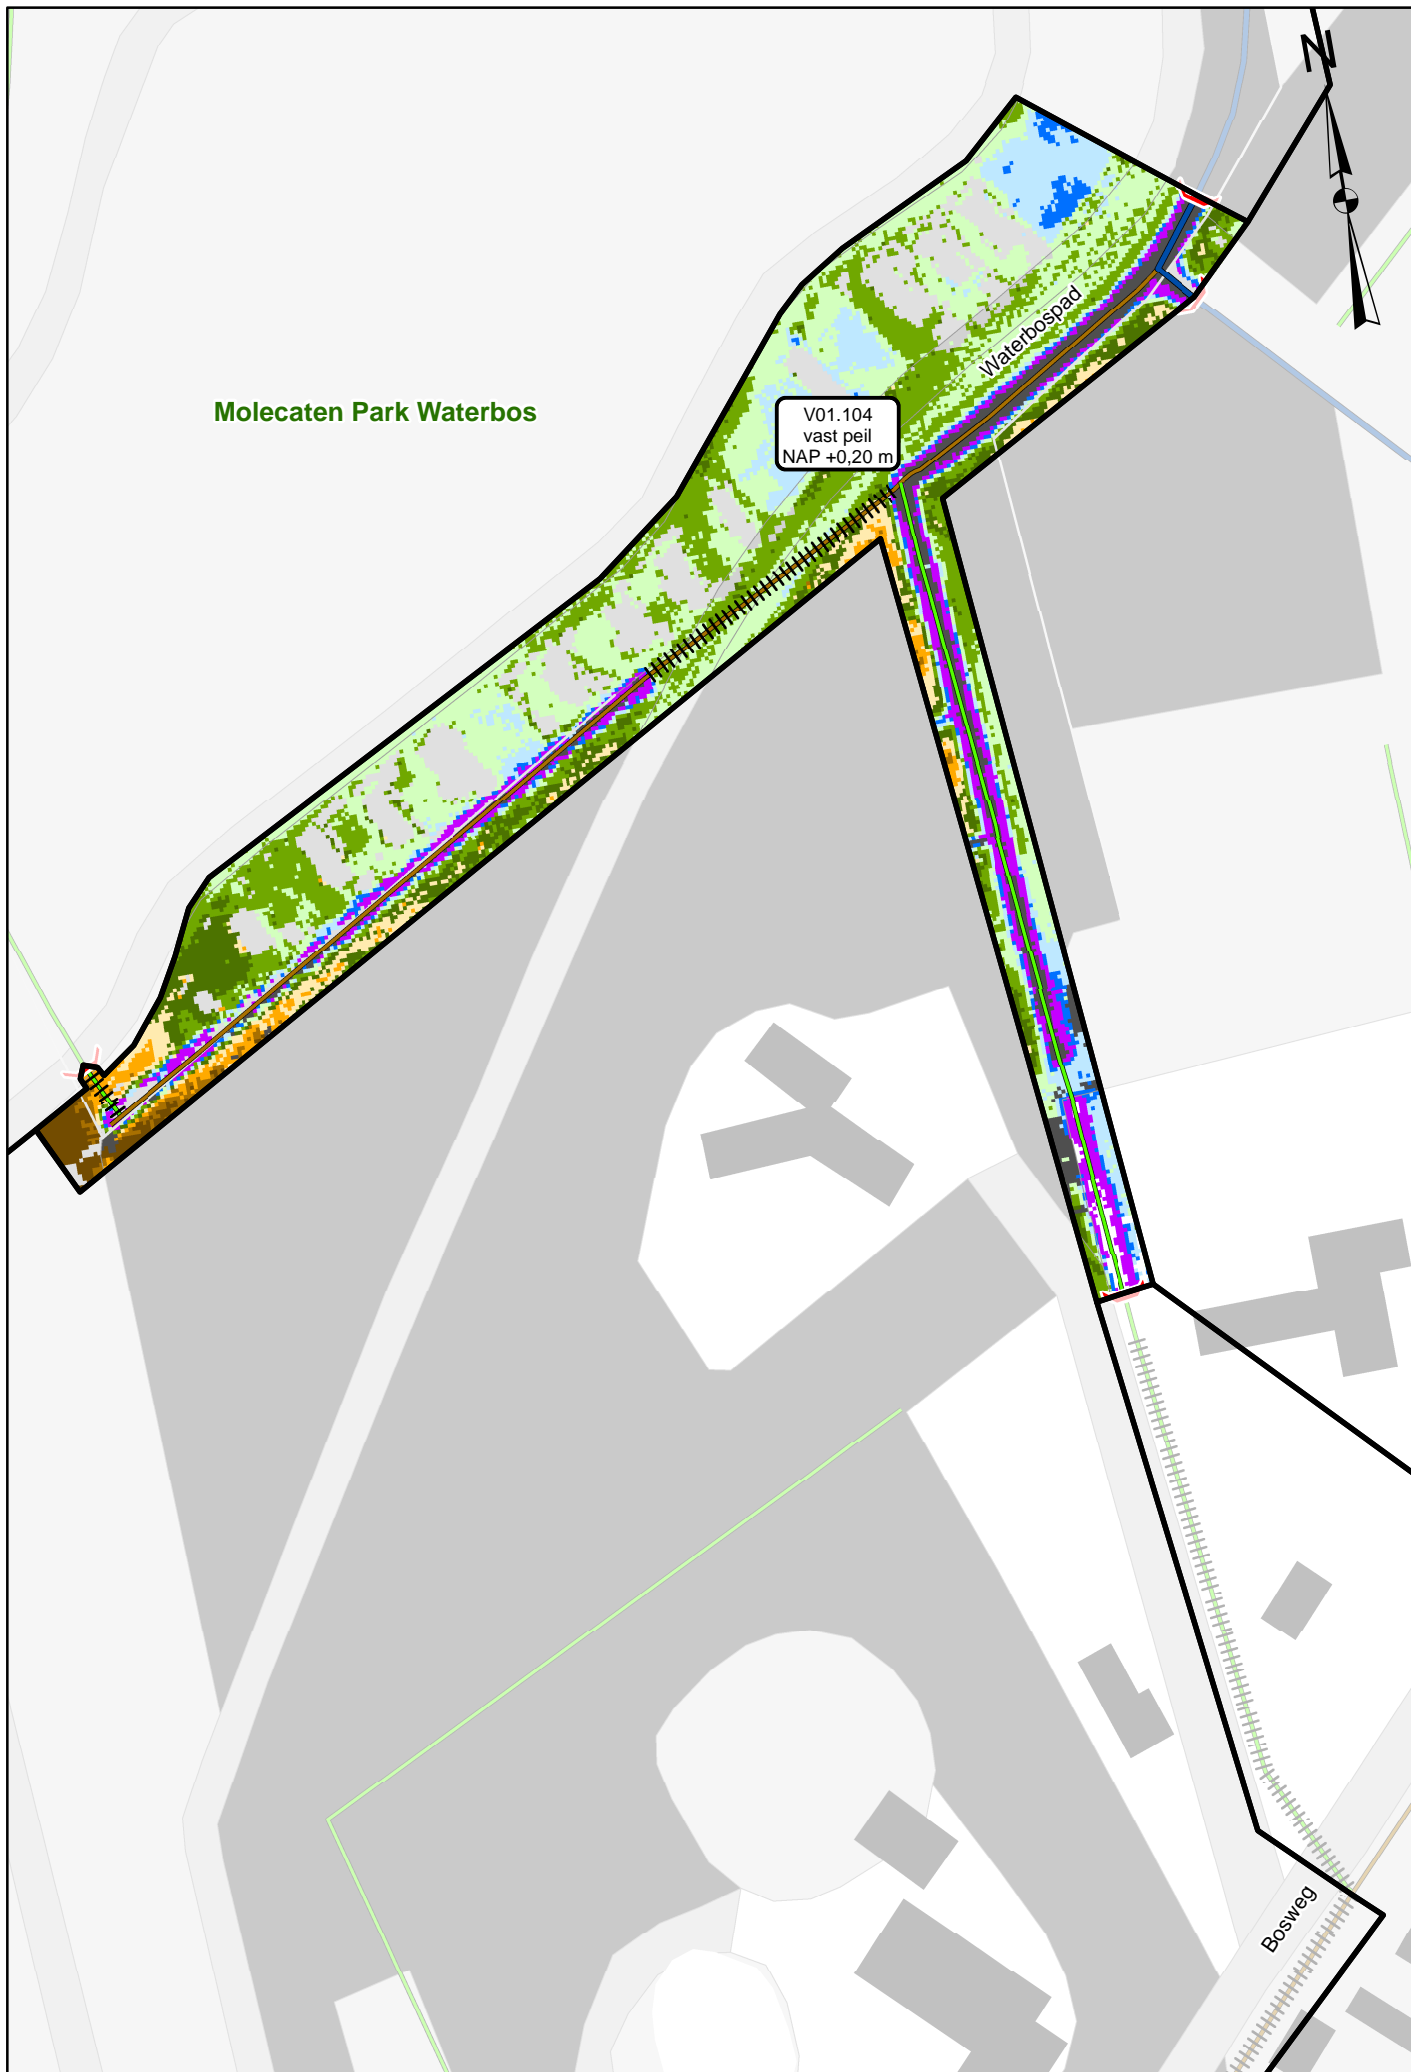 N
Waterbospad
Molecaten Park Waterbos
V01.104
vast peil
NAP +0,20 m
Bosweg